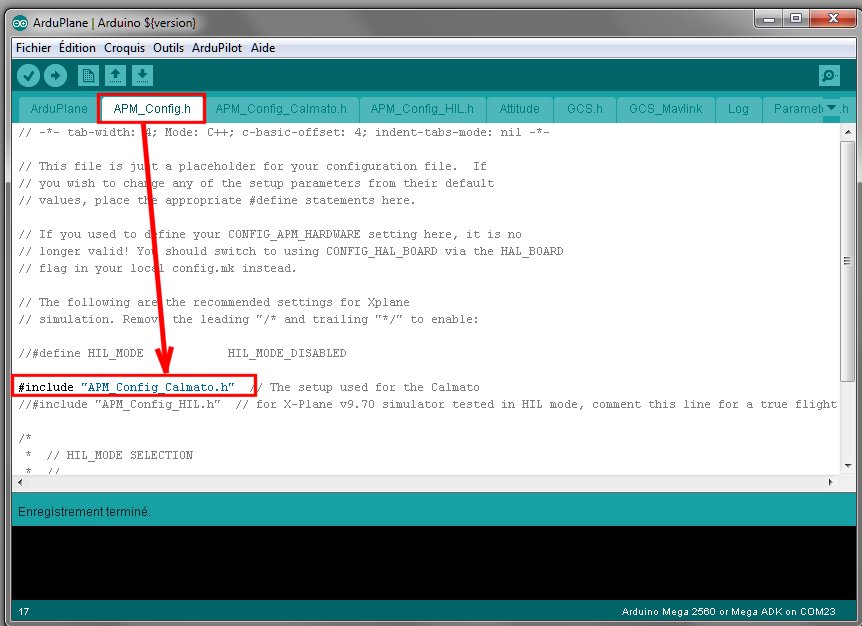 ArduPlane | Arduino ${version}
Fichier Édition Croquis Outils ArduPilot Aide
ArduPlane APM_Config.h APM_Config_Calmato.h APM_Config_HIL.h Attitude GCS.h GCS_Mavlink Log Paramet .h
// -*- tab-width: 4; Mode: C++; c-basic-offset: 4; indent-tabs-mode: nil -*-
// This file is just a placeholder for your configuration file. If
// you wish to change any of the setup parameters from their default
// values, place the appropriate #define statements here.
// If you used to define your CONFIG_APM_HARDWARE setting here, it is no
// longer valid! You should switch to using CONFIG_HAL_BOARD via the HAL_BOARD
// flag in your local config.mk instead.
// The following are the recommended settings for Xplane
// simulation. Remove the leading "/* and trailing "*/" to enable:
//#define HIL_MODE HIL_MODE_DISABLED
#include "APM_Config_Calmato.h" // The setup used for the Calmato
//#include "APM_Config_HIL.h" // for X-Plane v9.70 simulator tested in HIL mode, comment this line for a true flight
/*
* // HIL_MODE SELECTION
* //
Enregistrement terminé.
17 Arduino Mega 2560 or Mega ADK on COM23